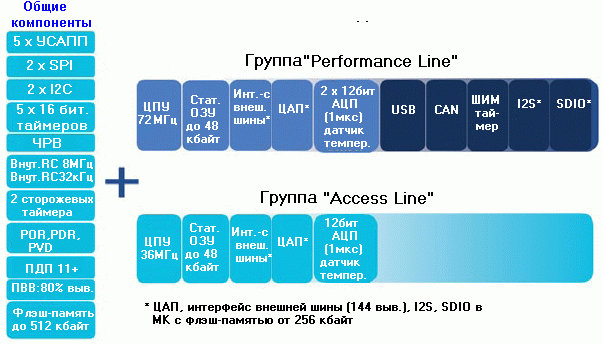 Общие
компоненты
5 x УСАПП
2 x SPI
2 x I2C
5 x 16 бит.
таймеров
ЧРВ
Внут.RC 8МГц
Внут.RC32кГц
2 сторожевых
таймера
POR,PDR,
PVD
ПДП 11+
ПВВ:80% выв.
Флэш-память
до 512 кбайт
Группа"Performance Line"
ЦПУ
72МГц
Стат.
ОЗУ
до 48
кбайт
Инт.-с
внеш.
шины*
ЦАП*
2 x 12бит
АЦП
(1мкс)
датчик
темпер.
USB
CAN
ШИМ
тай-
мер
I2S*
SDIO*
Группа "Access Line"
ЦПУ
36МГц
Стат.
ОЗУ
до 48
кбайт
Инт.-с
внеш.
шины*
ЦАП*
12бит
АЦП
(1мкс)
датчик
темпер.
* ЦАП, интерфейс внешней шины (144 выв.), I2S, SDIO в
МК с флэш-памятью от 256 кбайт